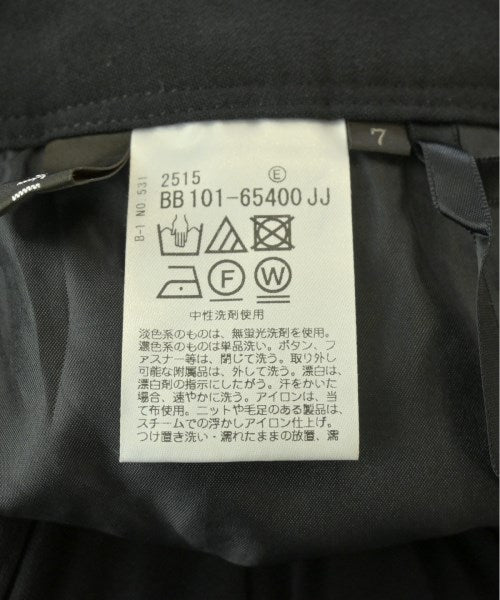 7
2515 E
BB 101-65400 JJ
B-1 NO.531
F W
中性洗剤使用
淡色系のものは、無蛍光洗剤を使用。
濃色系のものは単品洗い。ボタン、フ
ァスナー等は、閉じて洗う。取り外し
可能な附属品は、外して洗う。漂白は、
漂白剤の指示にしたがう。汗をかいた
場合、速やかに洗う。アイロンは、当
て布使用。ニットや毛足のある製品は、
スチームでの浮かしアイロン仕上げ。
つけ置き洗い・濡れたままの放置、濡